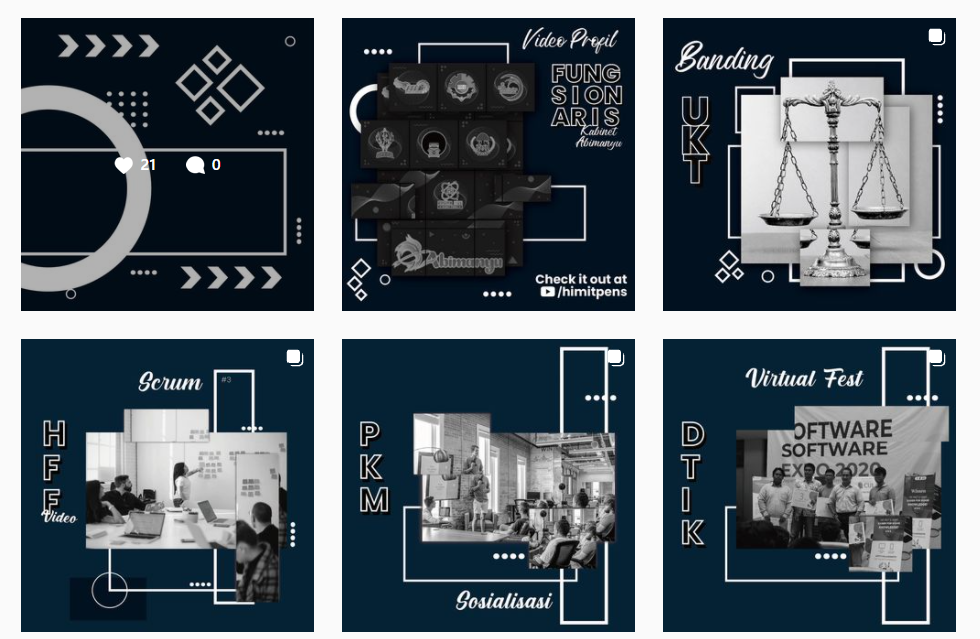 21
0
Video Profil
FUNG
SION
ARIS
Kabinet
Abimanyu
Abimanyu
Check it out at
/himitpens
Banding
UKT
Scrum
#3
HFF
Video
PKM
Sosialisasi
Virtual Fest
DTIK
OFTWARE
SOFTWARE
EXPO 2020